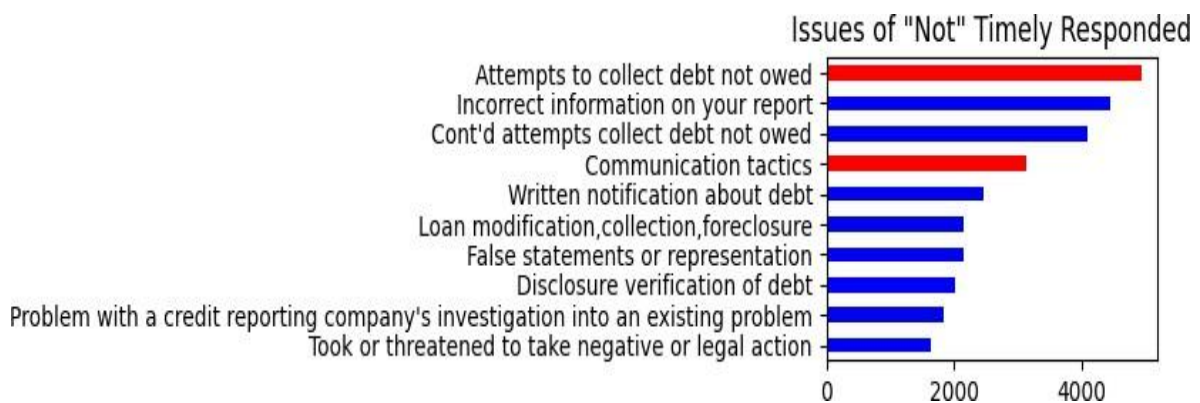 Issues of "Not" Timely Responded
Attempts to collect debt not owed
Incorrect information on your report
Cont'd attempts collect debt not owed
Communication tactics
Written notification about debt
Loan modification,collection,foreclosure
False statements or representation
Disclosure verification of debt
Problem with a credit reporting company's investigation into an existing problem
Took or threatened to take negative or legal action
0 2000 4000